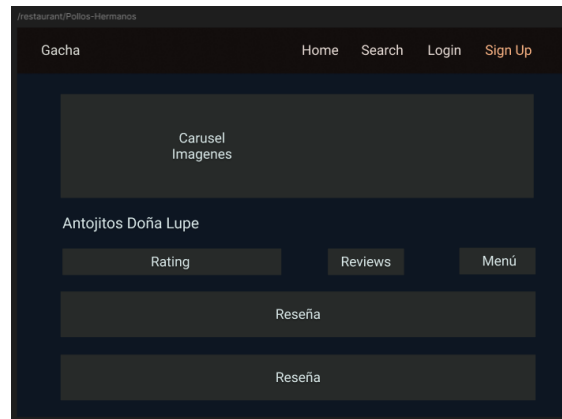 /restaurant/Pollos-Hermanos
Gacha Home Search Login Sign Up
Carusel
Imagenes
Antojitos Doña Lupe
Rating Reviews Menú
Reseña
Reseña